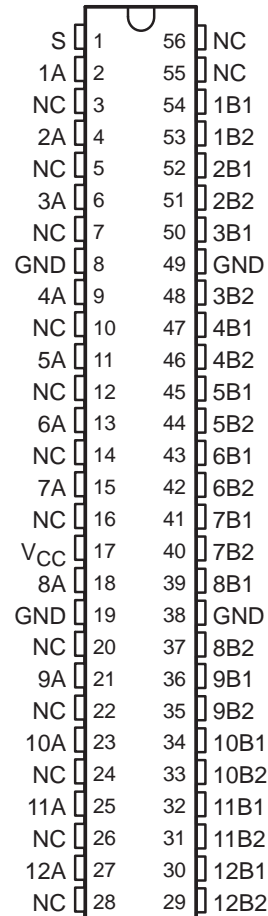 S 1 56 NC
1A 2 55 NC
NC 3 54 1B1
2A 4 53 1B2
NC 5 52 2B1
3A 6 51 2B2
NC 7 50 3B1
GND 8 49 GND
4A 9 48 3B2
NC 10 47 4B1
5A 11 46 4B2
NC 12 45 5B1
6A 13 44 5B2
NC 14 43 6B1
7A 15 42 6B2
NC 16 41 7B1
VCC 17 40 7B2
8A 18 39 8B1
GND 19 38 GND
NC 20 37 8B2
9A 21 36 9B1
NC 22 35 9B2
10A 23 34 10B1
NC 24 33 10B2
11A 25 32 11B1
NC 26 31 11B2
12A 27 30 12B1
NC 28 29 12B2